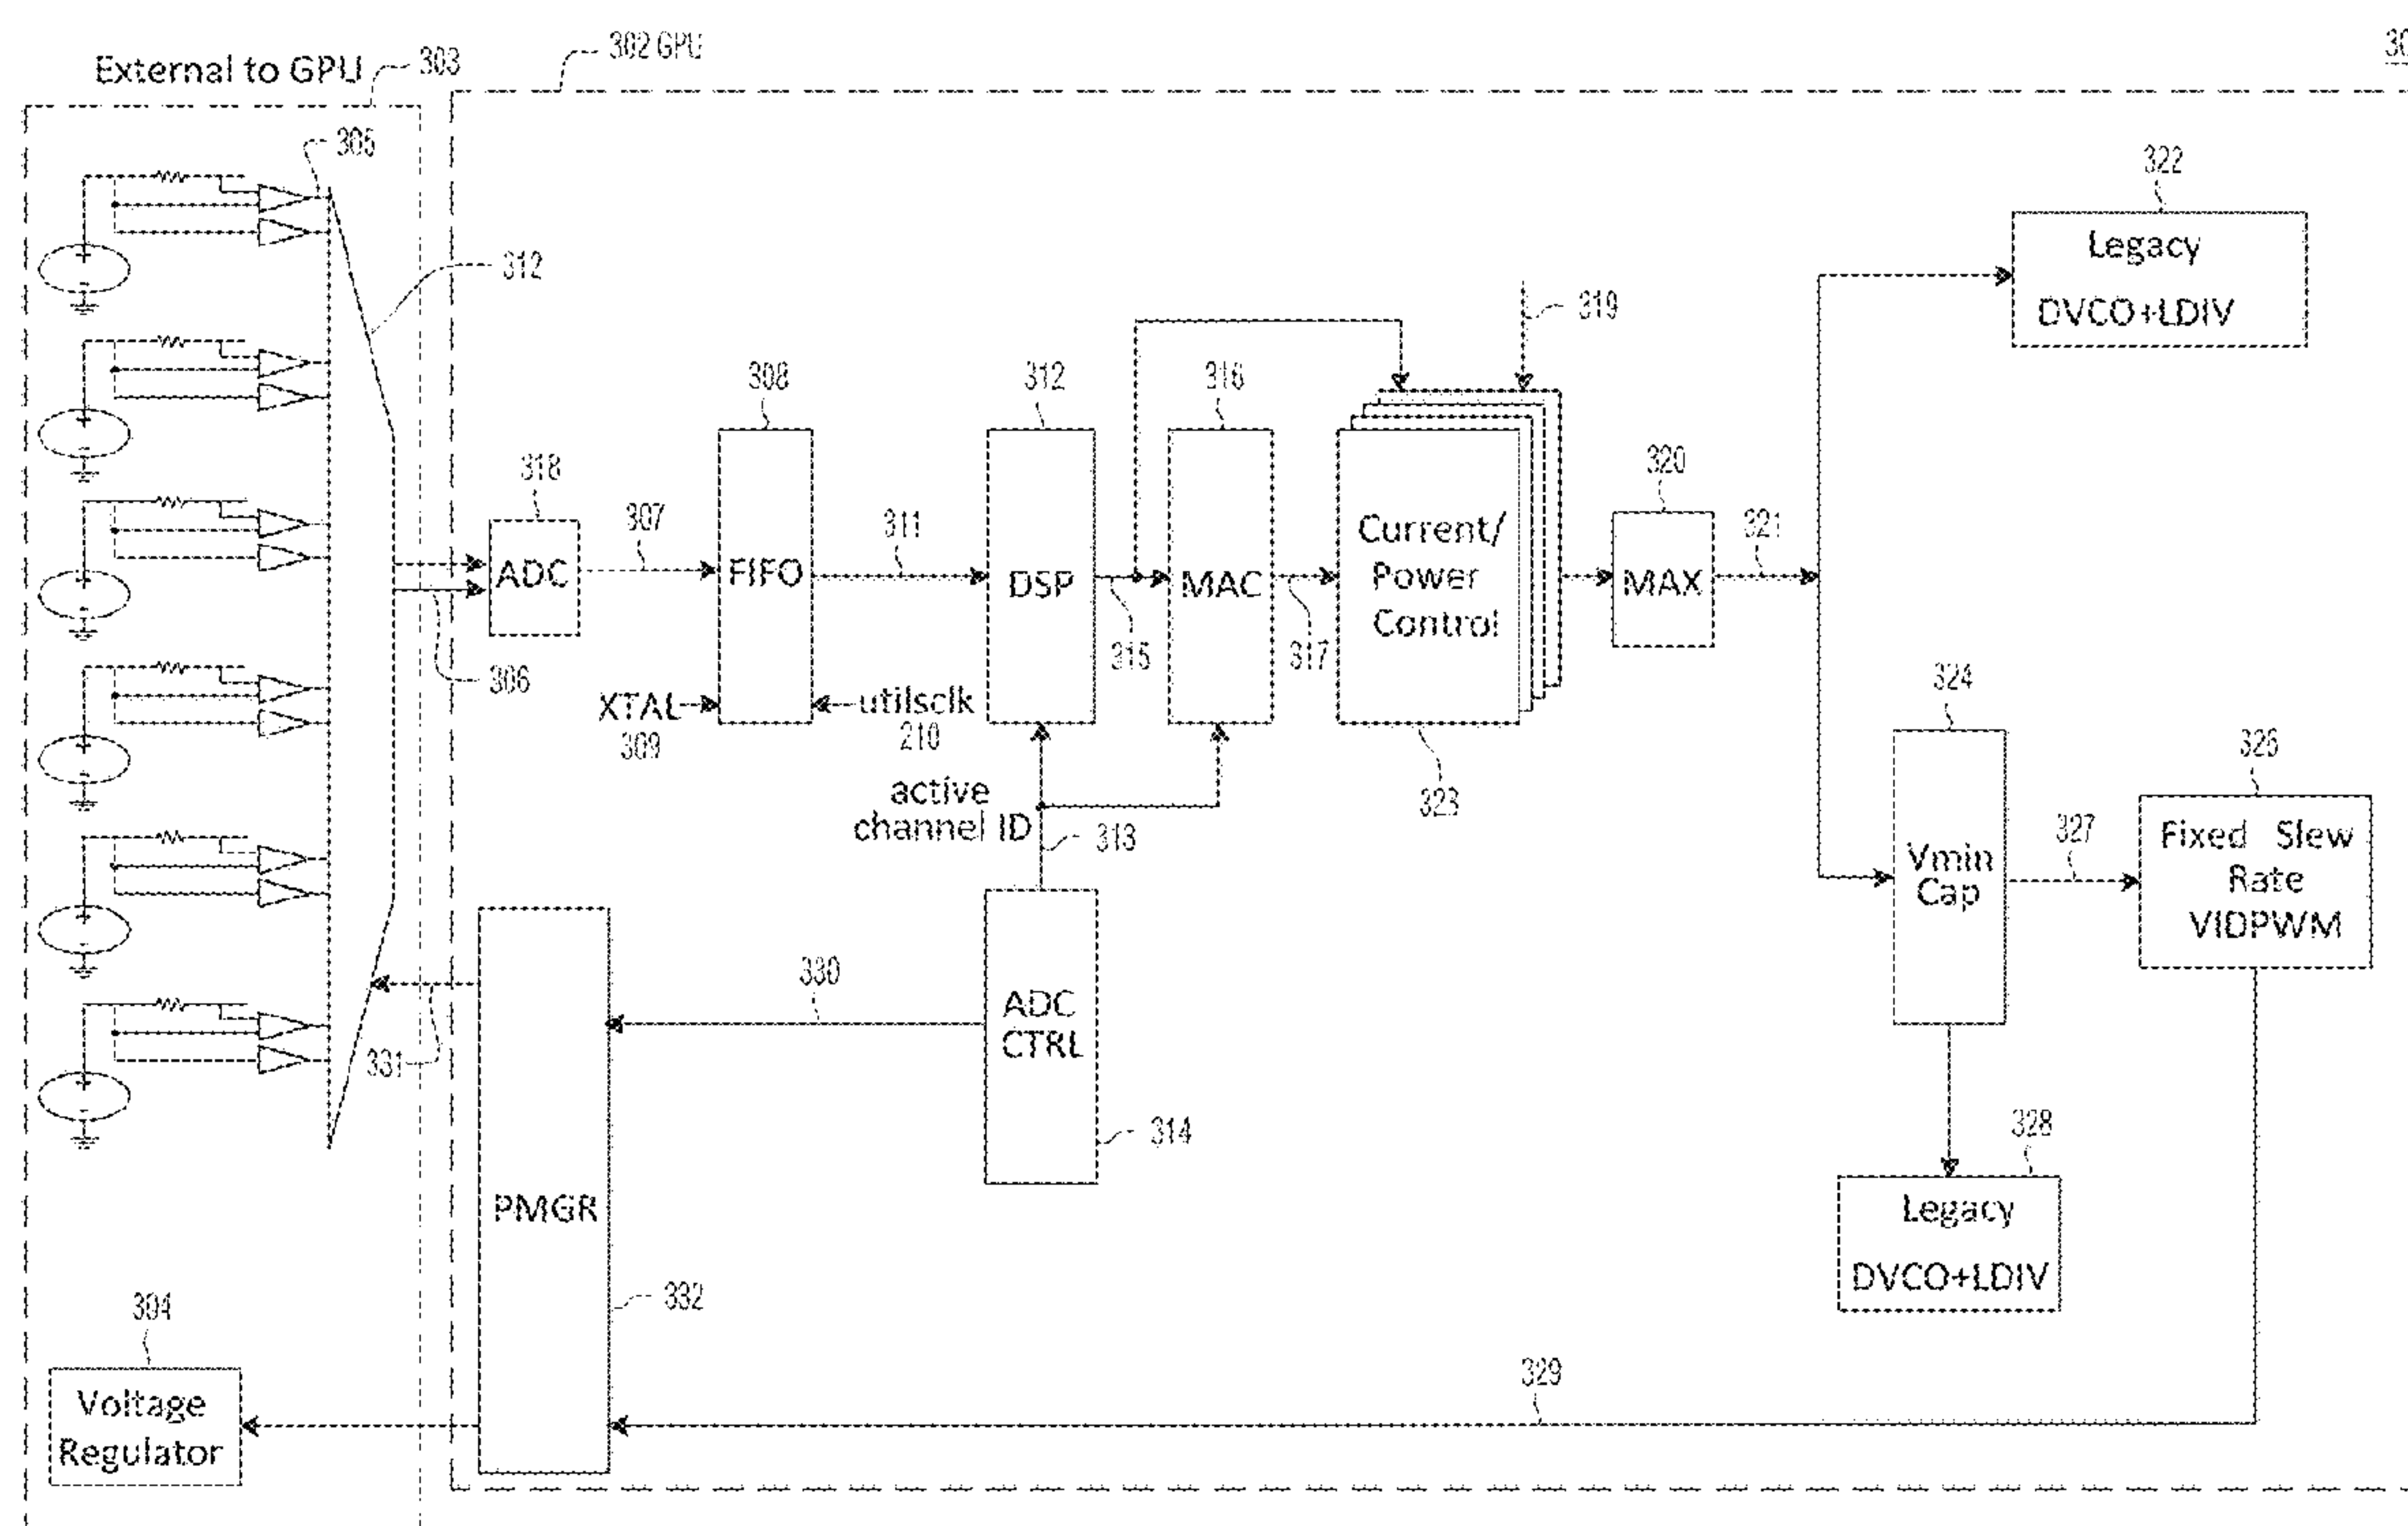 302 GPU
External to GPU
303
305
322
Legacy
DVCO+LDIV
312
319
308
312
316
318
320
307
311
321
ADC
FIFO
DSP
MAC
Current/
Power
Control
MAX
315
317
306
324
XTAL
309
utilsclk
210
326
active
channel ID
323
313
327
Vmin
Cap
Fixed Slew
Rate
VIDPWM
330
ADC
CTRL
331
314
328
PMGR
Legacy
DVCO+LDIV
332
304
329
Voltage
Regulator